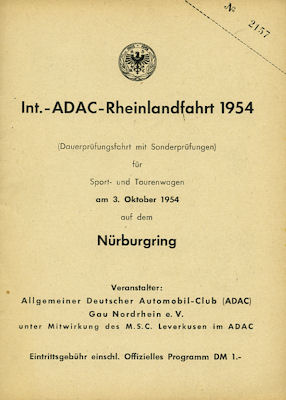 № 2157
Int.-ADAC-Rheinlandfahrt 1954
(Dauerprüfungsfahrt mit Sonderprüfungen)
für
Sport- und Tourenwagen
am 3. Oktober 1954
auf dem
Nürburgring
Veranstalter:
Allgemeiner Deutscher Automobil-Club (ADAC)
Gau Nordrhein e. V.
unter Mitwirkung des M.S.C. Leverkusen im ADAC
Eintrittsgebühr einschl. Offizielles Programm DM 1.-